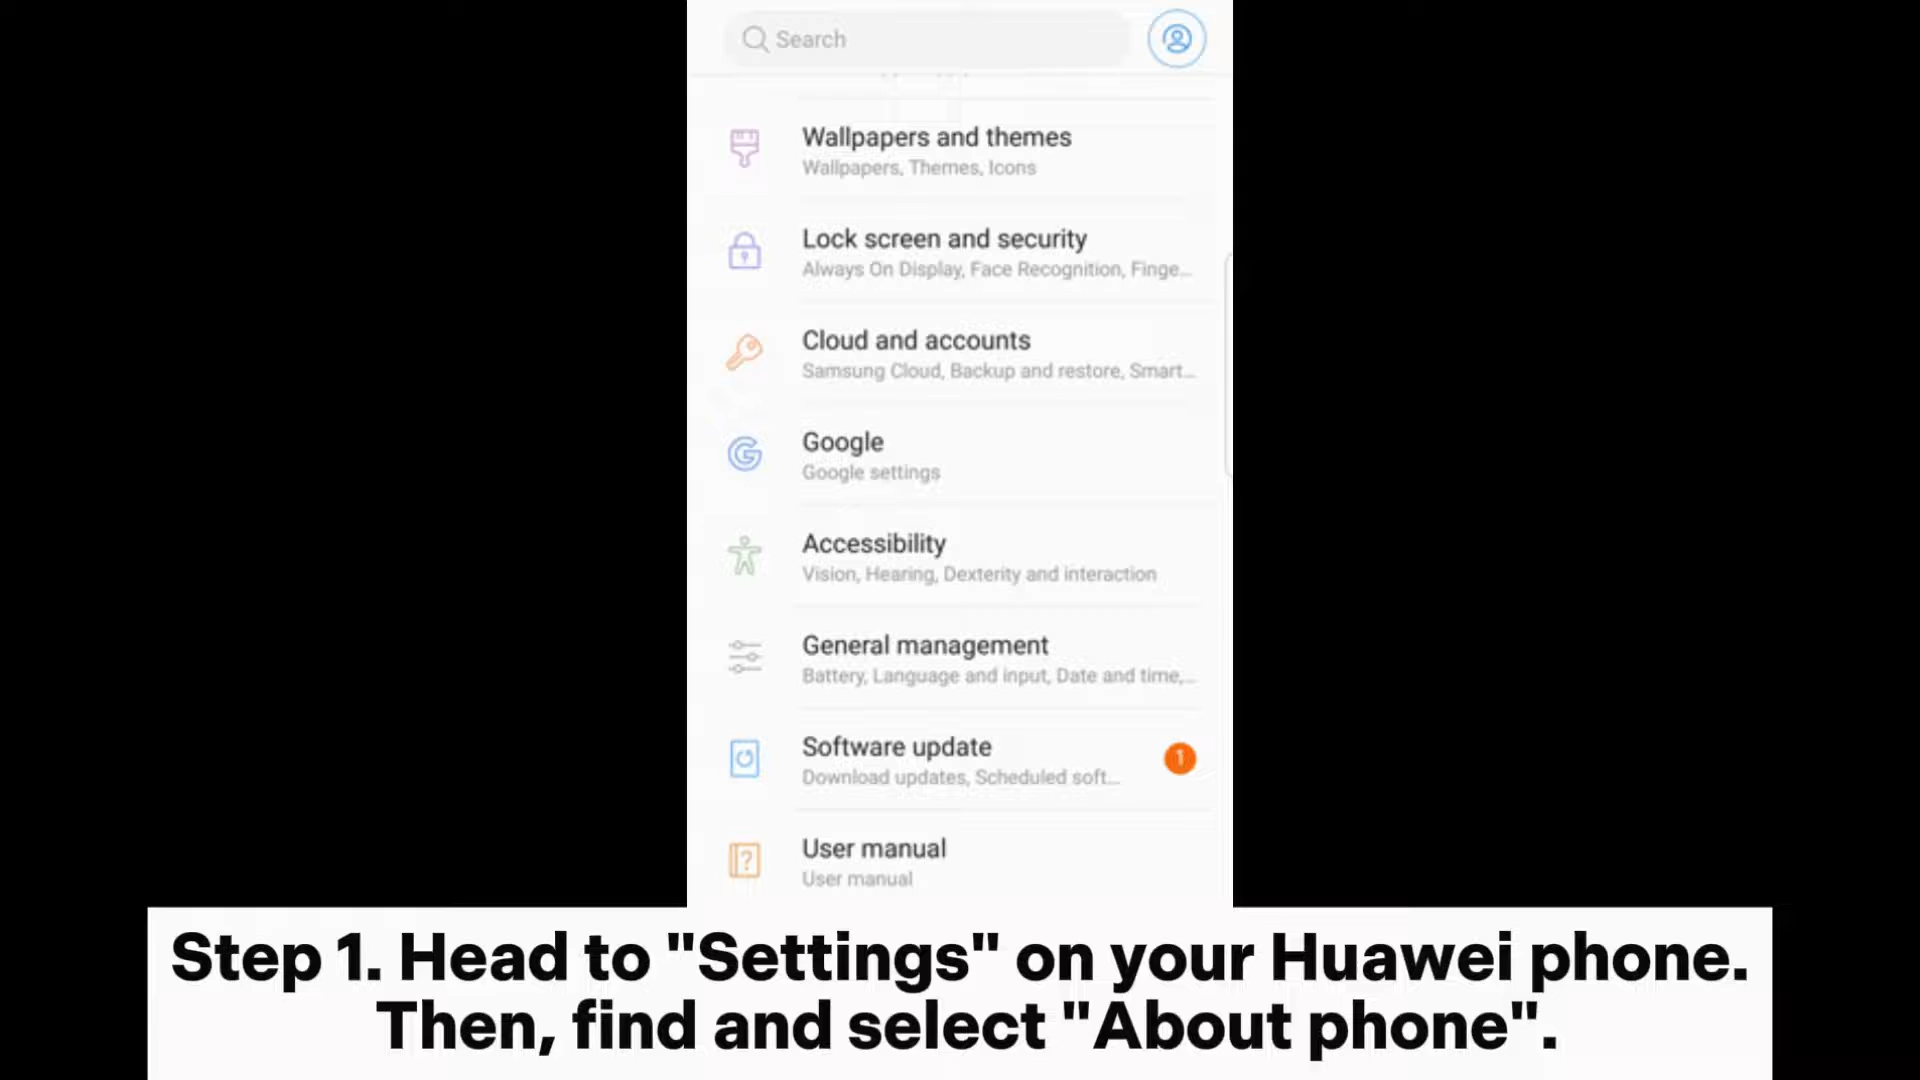 Search
Wallpapers and themes
Wallpapers, Themes, Icons
Lock screen and security
Always On Display, Face Recognition, Finge...
Cloud and accounts
Samsung Cloud, Backup and restore, Smart...
Google
Google settings
Accessibility
Vision, Hearing, Dexterity and interaction
General management
Battery, Language and input, Date and time,...
Software update
1
Download updates, Scheduled soft...
User manual
User manual
Step 1. Head to "Settings" on your Huawei phone.
Then, find and select "About phone".